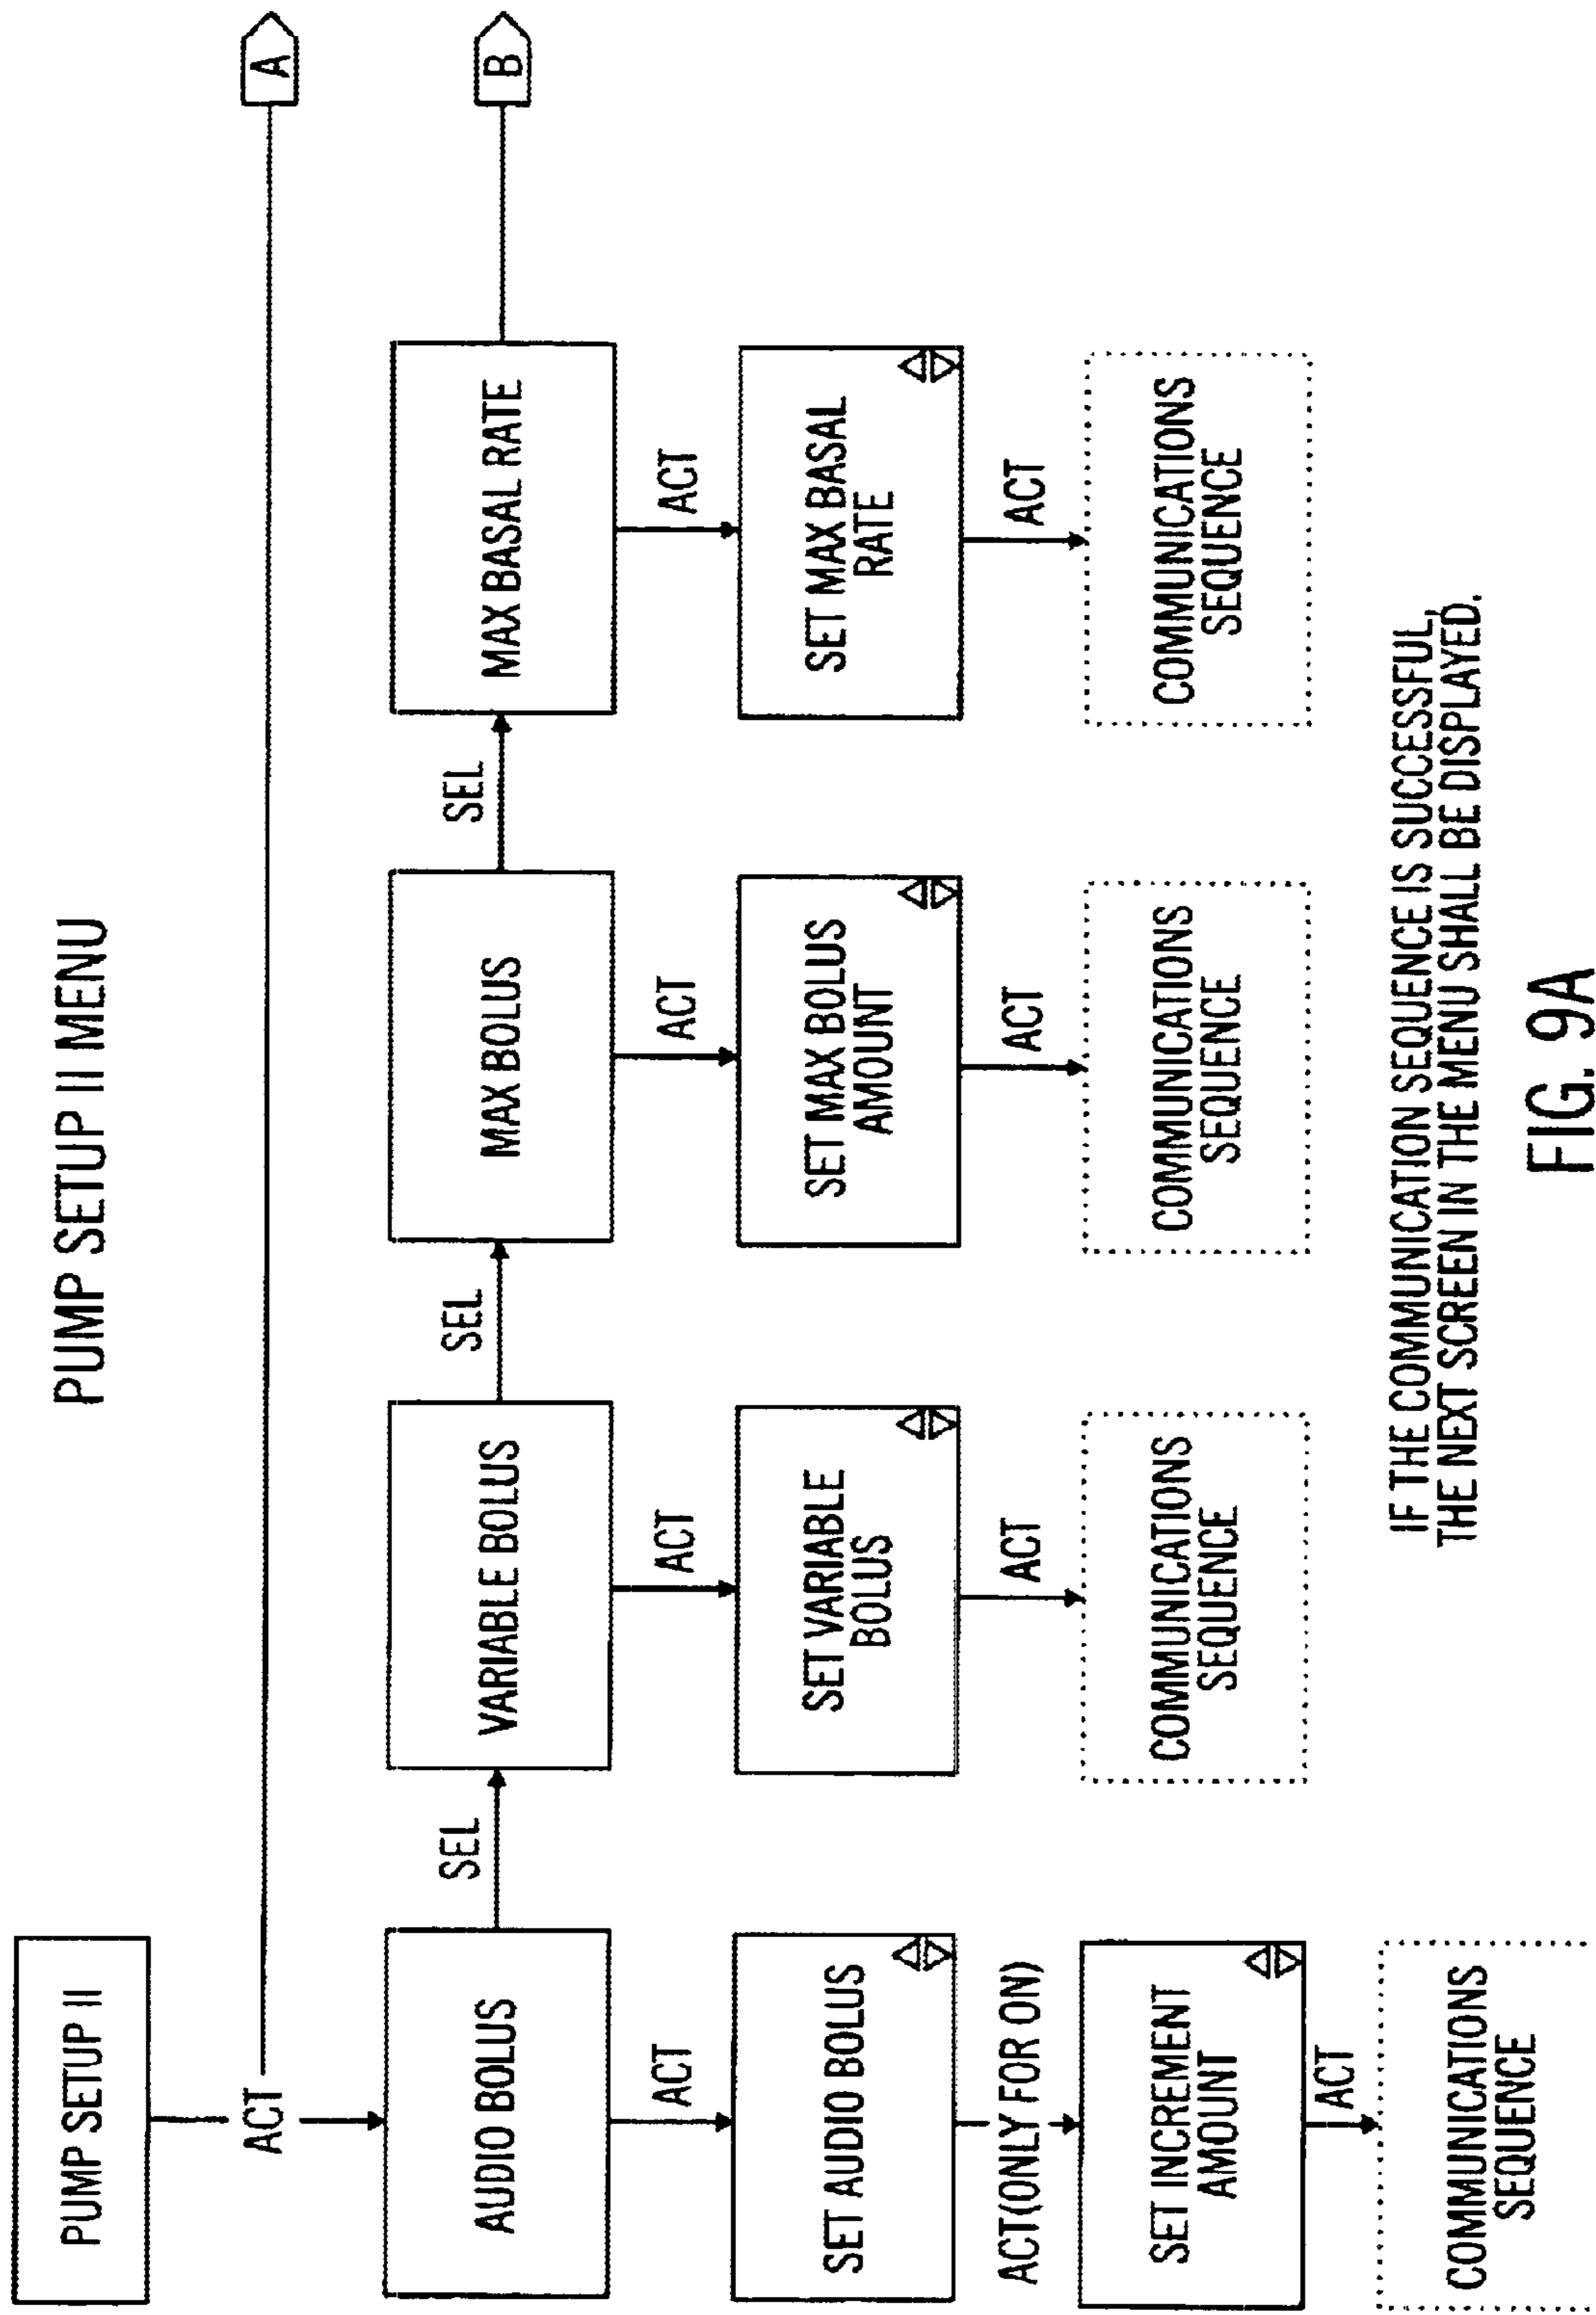 PUMP SETUP II MENU
PUMP SETUP II
ACT
A
AUDIO BOLUS
SEL
VARIABLE BOLUS
SEL
MAX BOLUS
SEL
MAX BASAL RATE
B
ACT
ACT
ACT
ACT
SET AUDIO BOLUS
SET VARIABLE
BOLUS
SET MAX BOLUS
AMOUNT
SET MAX BASAL
RATE
ACT(ONLY FOR ON)
ACT
ACT
ACT
SET INCREMENT
AMOUNT
COMMUNICATIONS
SEQUENCE
COMMUNICATIONS
SEQUENCE
COMMUNICATIONS
SEQUENCE
ACT
COMMUNICATIONS
SEQUENCE
IF THE COMMUNICATION SEQUENCE IS SUCCESSFUL,
THE NEXT SCREEN IN THE MENU SHALL BE DISPLAYED.
FIG. 9A